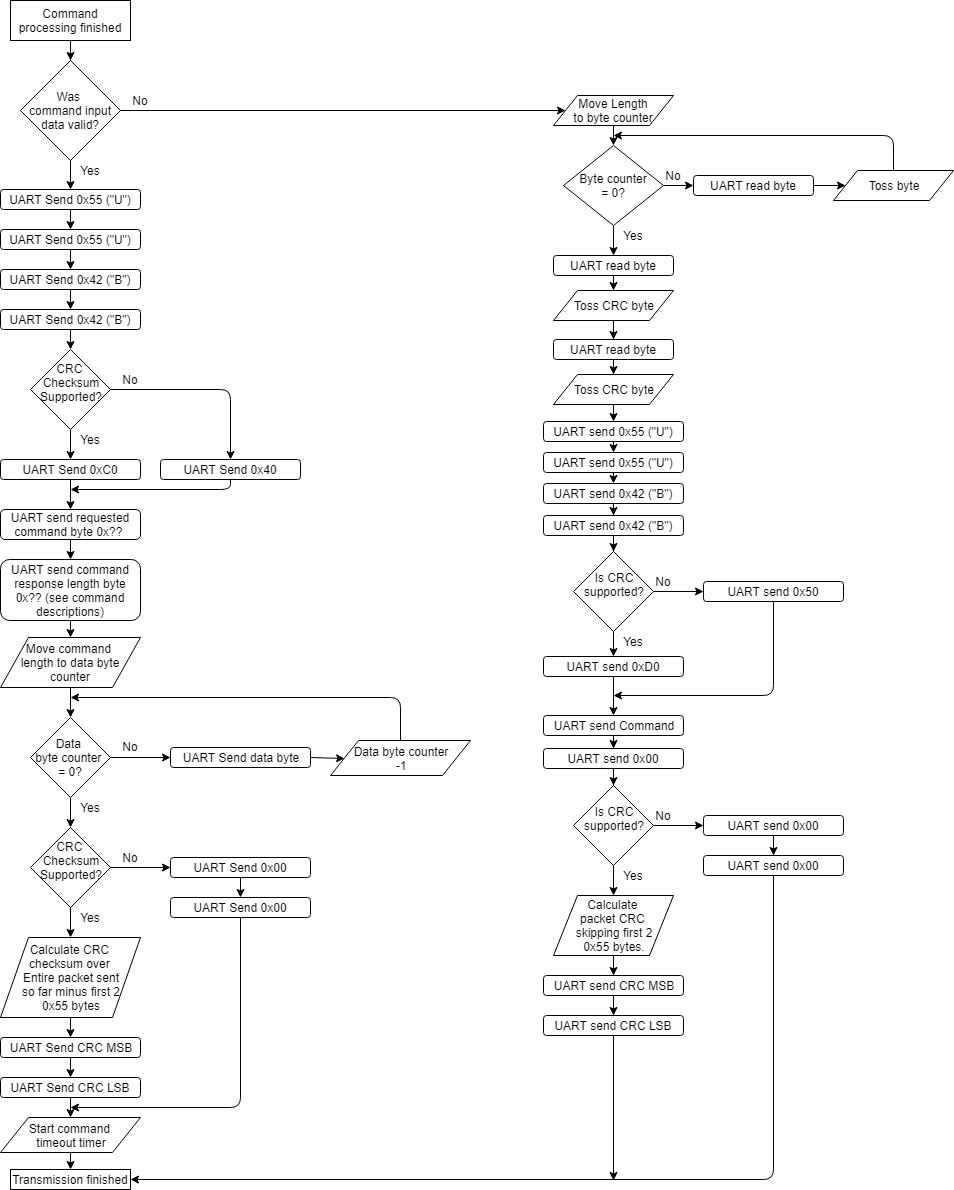 Command
processing finished
Was
command input
data valid?
No
Yes
UART Send 0x55 ("U")
UART Send 0x55 ("U")
UART Send 0x42 ("B")
UART Send 0x42 ("B")
CRC
Checksum
Supported?
No
Yes
UART Send 0xC0
UART Send 0x40
UART send requested
command byte 0x??
UART send command
response length byte
0x?? (see command
descriptions)
Move command
length to data byte
counter
Data
byte counter
= 0?
No
UART Send data byte
Data byte counter
-1
Yes
CRC
Checksum
Supported?
No
UART Send 0x00
UART Send 0x00
Yes
Calculate CRC
checksum over
Entire packet sent
so far minus first 2
0x55 bytes
UART Send CRC MSB
UART Send CRC LSB
Start command
timeout timer
Transmission finished
Move Length
to byte counter
Byte counter
= 0?
No
UART read byte
Toss byte
Yes
UART read byte
Toss CRC byte
UART read byte
Toss CRC byte
UART send 0x55 ("U")
UART send 0x55 ("U")
UART send 0x42 ("B")
UART send 0x42 ("B")
Is CRC
supported?
No
UART send 0x50
Yes
UART send 0xD0
UART send Command
UART send 0x00
Is CRC
supported?
No
UART send 0x00
UART send 0x00
Yes
Calculate
packet CRC
skipping first 2
0x55 bytes.
UART send CRC MSB
UART send CRC LSB